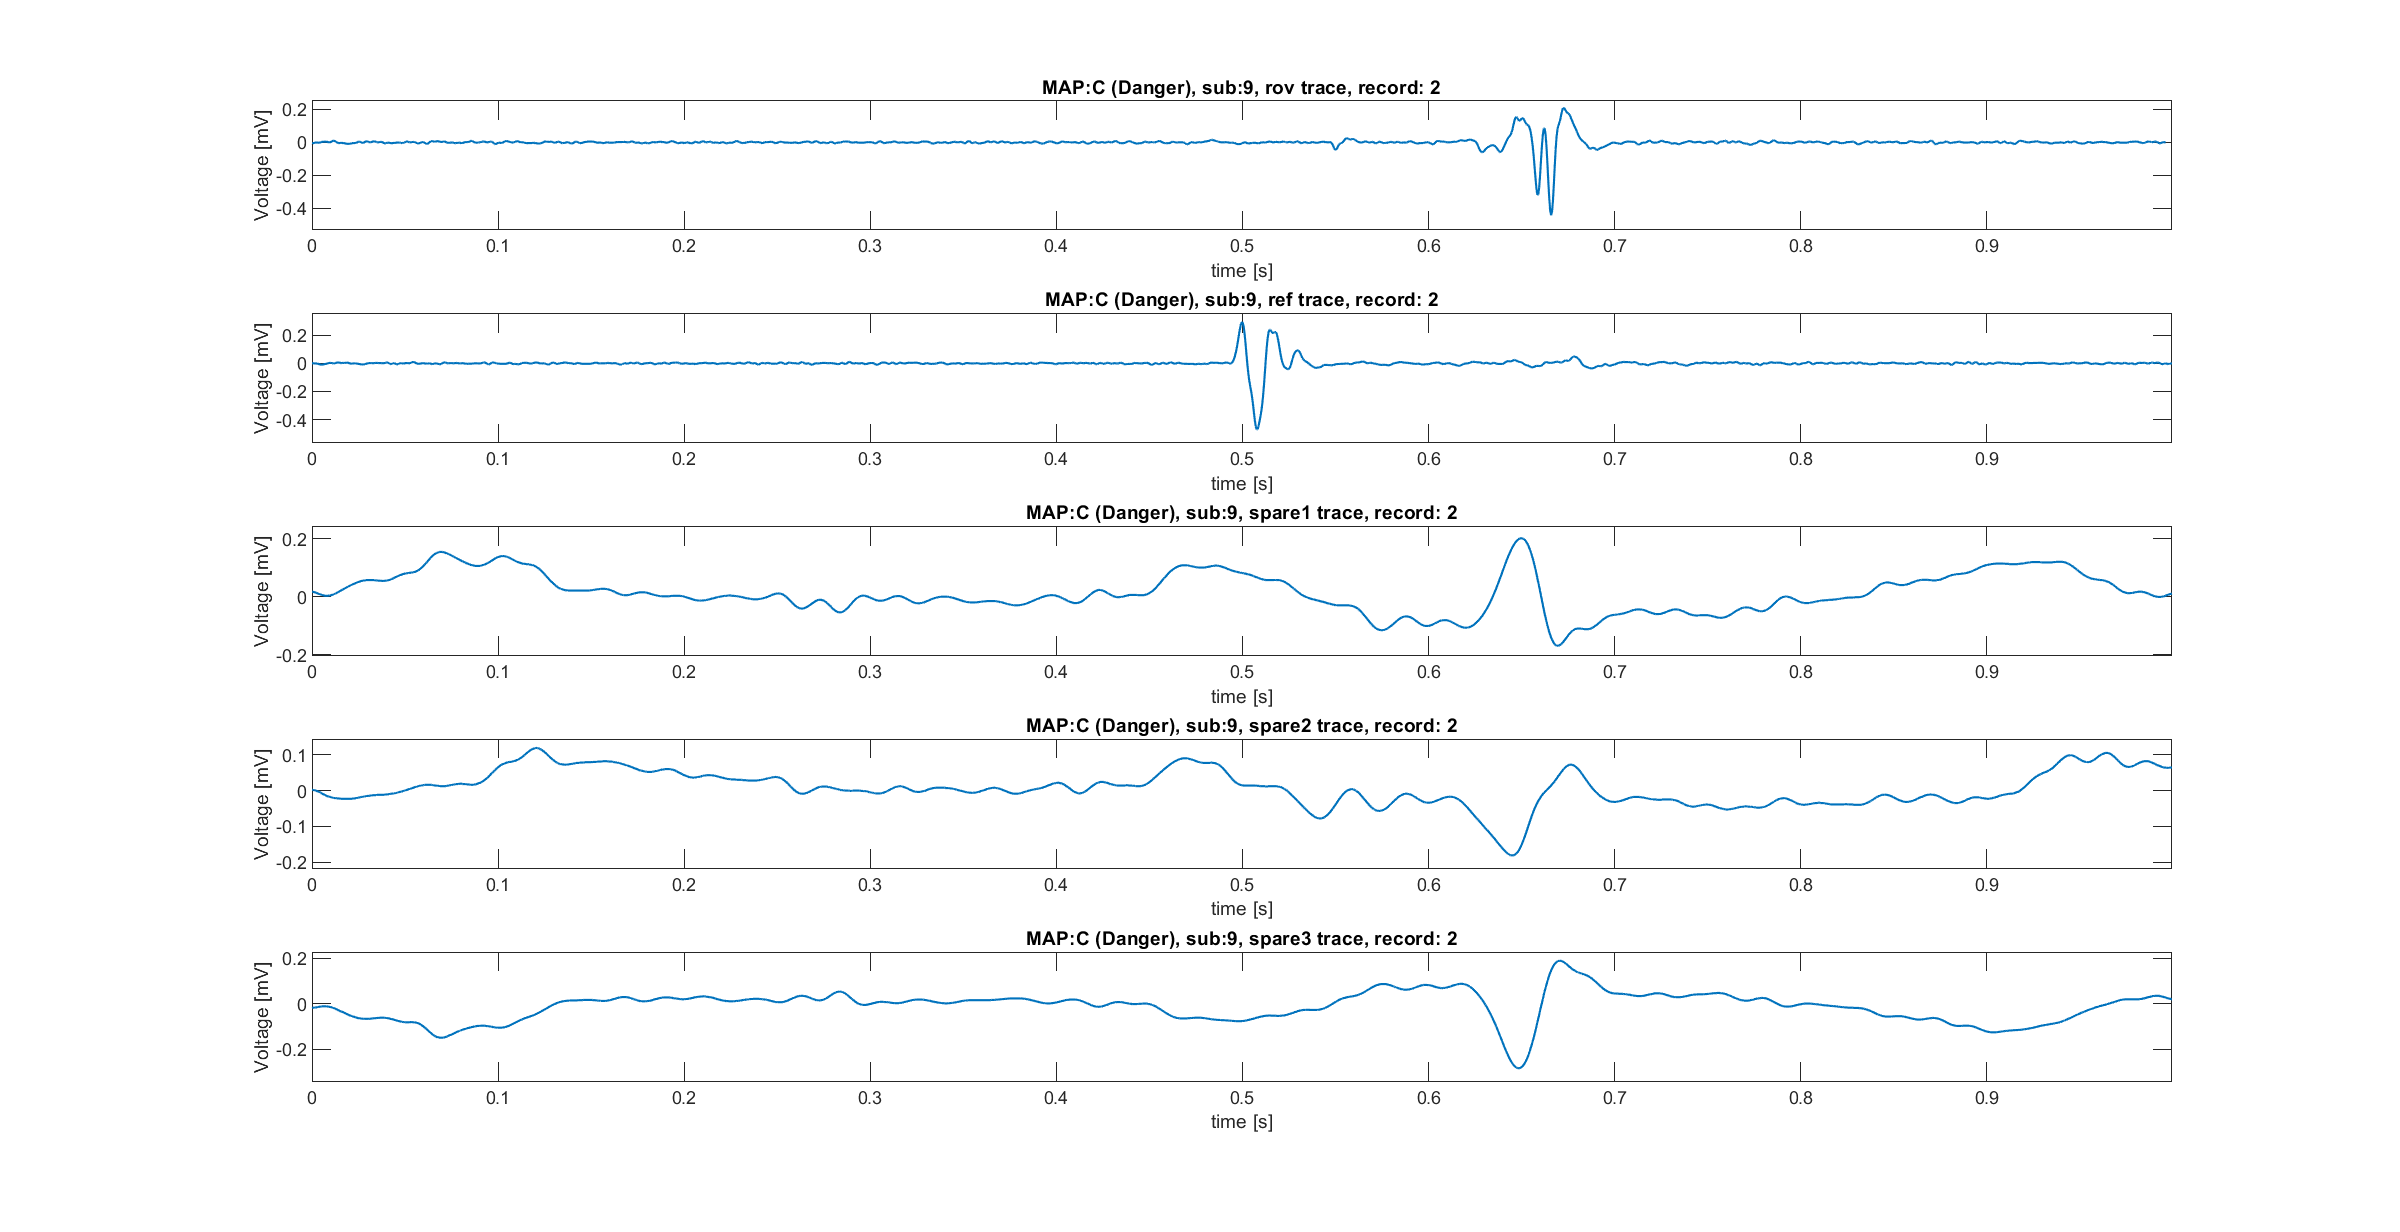 MAP:C (Danger), sub:9, rov trace, record: 2
Voltage [mV]
0.2
0
-0.2
-0.4
0 0.1 0.2 0.3 0.4 0.5 0.6 0.7 0.8 0.9
time [s]
MAP:C (Danger), sub:9, ref trace, record: 2
Voltage [mV]
0.2
0
-0.2
-0.4
0 0.1 0.2 0.3 0.4 0.5 0.6 0.7 0.8 0.9
time [s]
MAP:C (Danger), sub:9, spare1 trace, record: 2
Voltage [mV]
0.2
0
-0.2
0 0.1 0.2 0.3 0.4 0.5 0.6 0.7 0.8 0.9
time [s]
MAP:C (Danger), sub:9, spare2 trace, record: 2
Voltage [mV]
0.1
0
-0.1
-0.2
0 0.1 0.2 0.3 0.4 0.5 0.6 0.7 0.8 0.9
time [s]
MAP:C (Danger), sub:9, spare3 trace, record: 2
Voltage [mV]
0.2
0
-0.2
0 0.1 0.2 0.3 0.4 0.5 0.6 0.7 0.8 0.9
time [s]